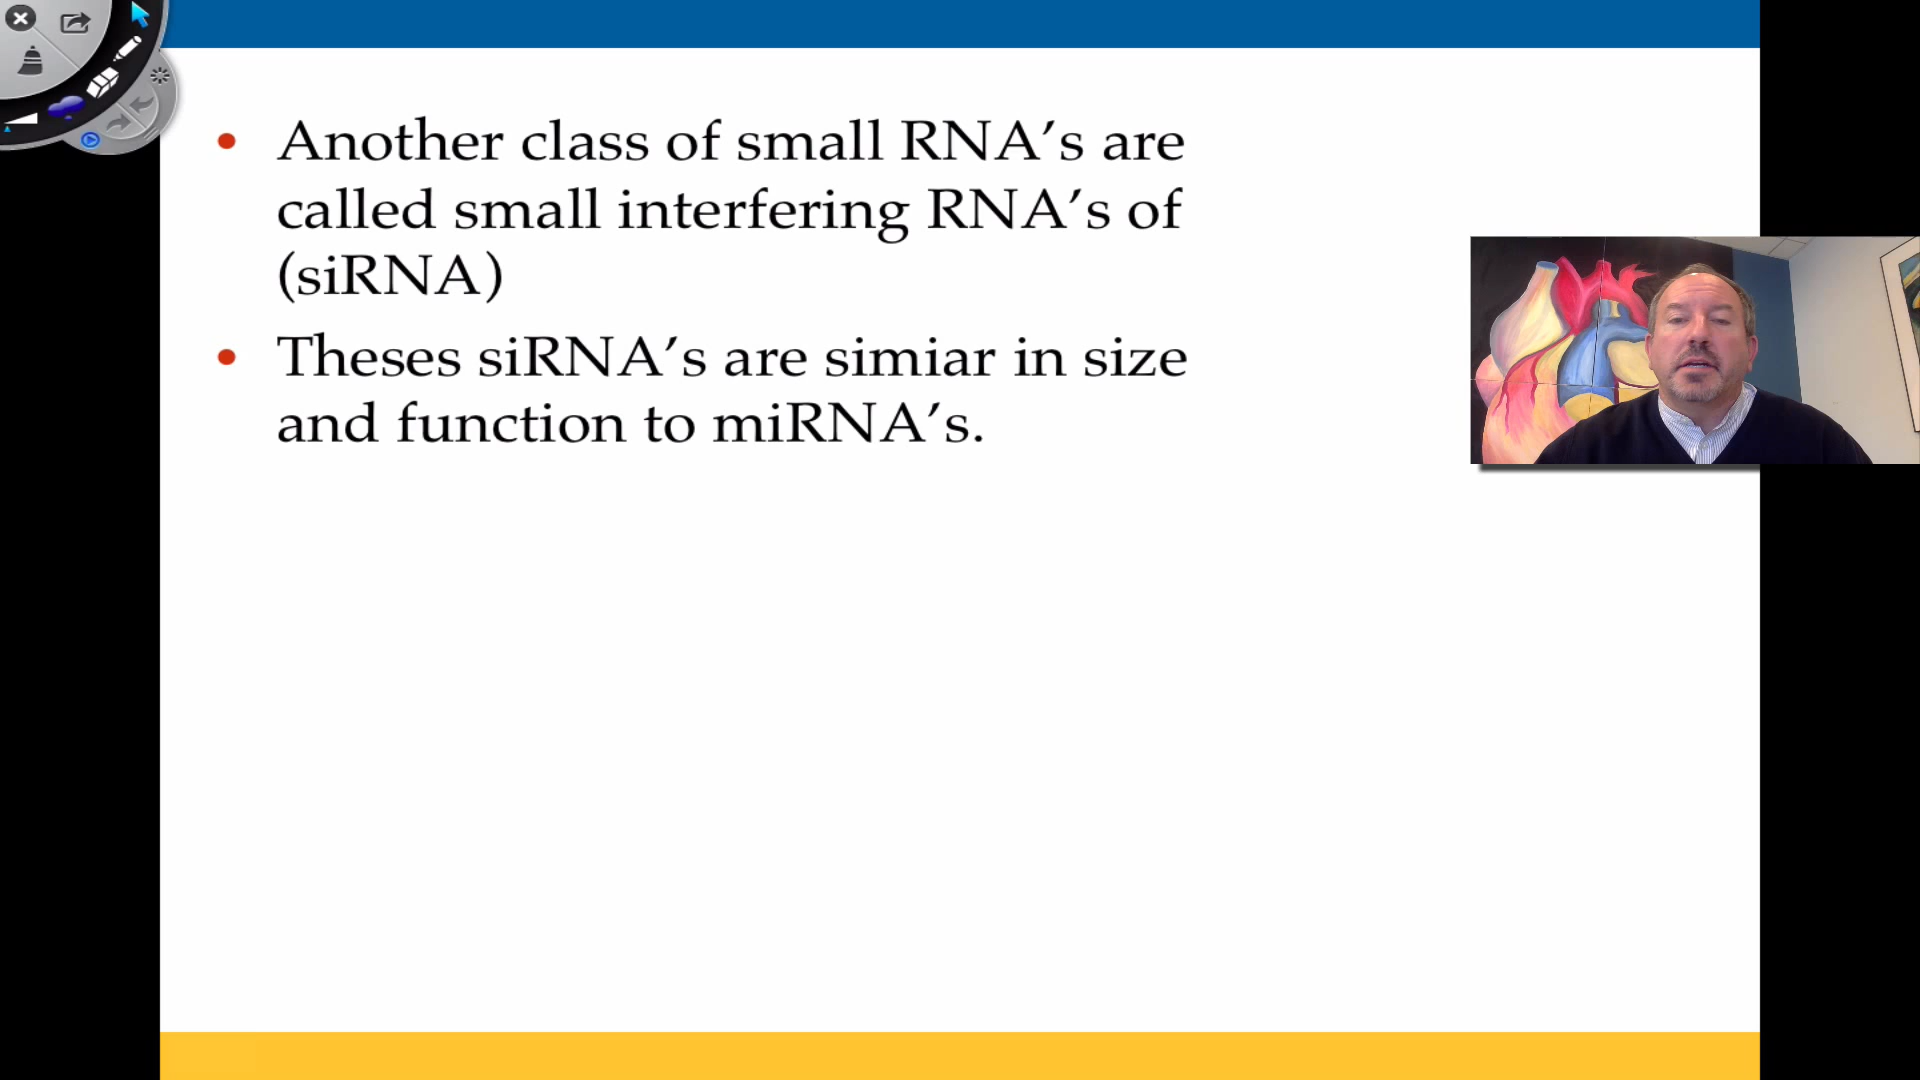 • Another class of small RNA’s are
called small interfering RNA’s of
(siRNA)
• Theses siRNA’s are simiar in size
and function to miRNA’s.